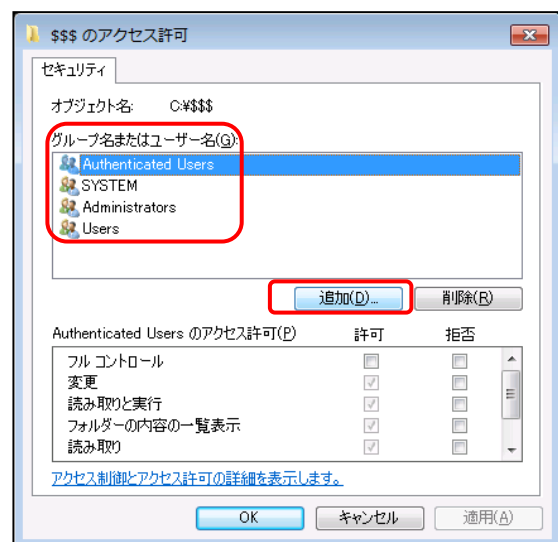 $$$ のアクセス許可
セキュリティ
オブジェクト名: C:¥$$$
グループ名またはユーザー名(G):
Authenticated Users
SYSTEM
Administrators
Users
追加(D)... 削除(R)
Authenticated Users のアクセス許可(P) 許可 拒否
フル コントロール
変更
読み取りと実行
フォルダーの内容の一覧表示
読み取り
アクセス制御とアクセス許可の詳細を表示します。
OK キャンセル 適用(A)